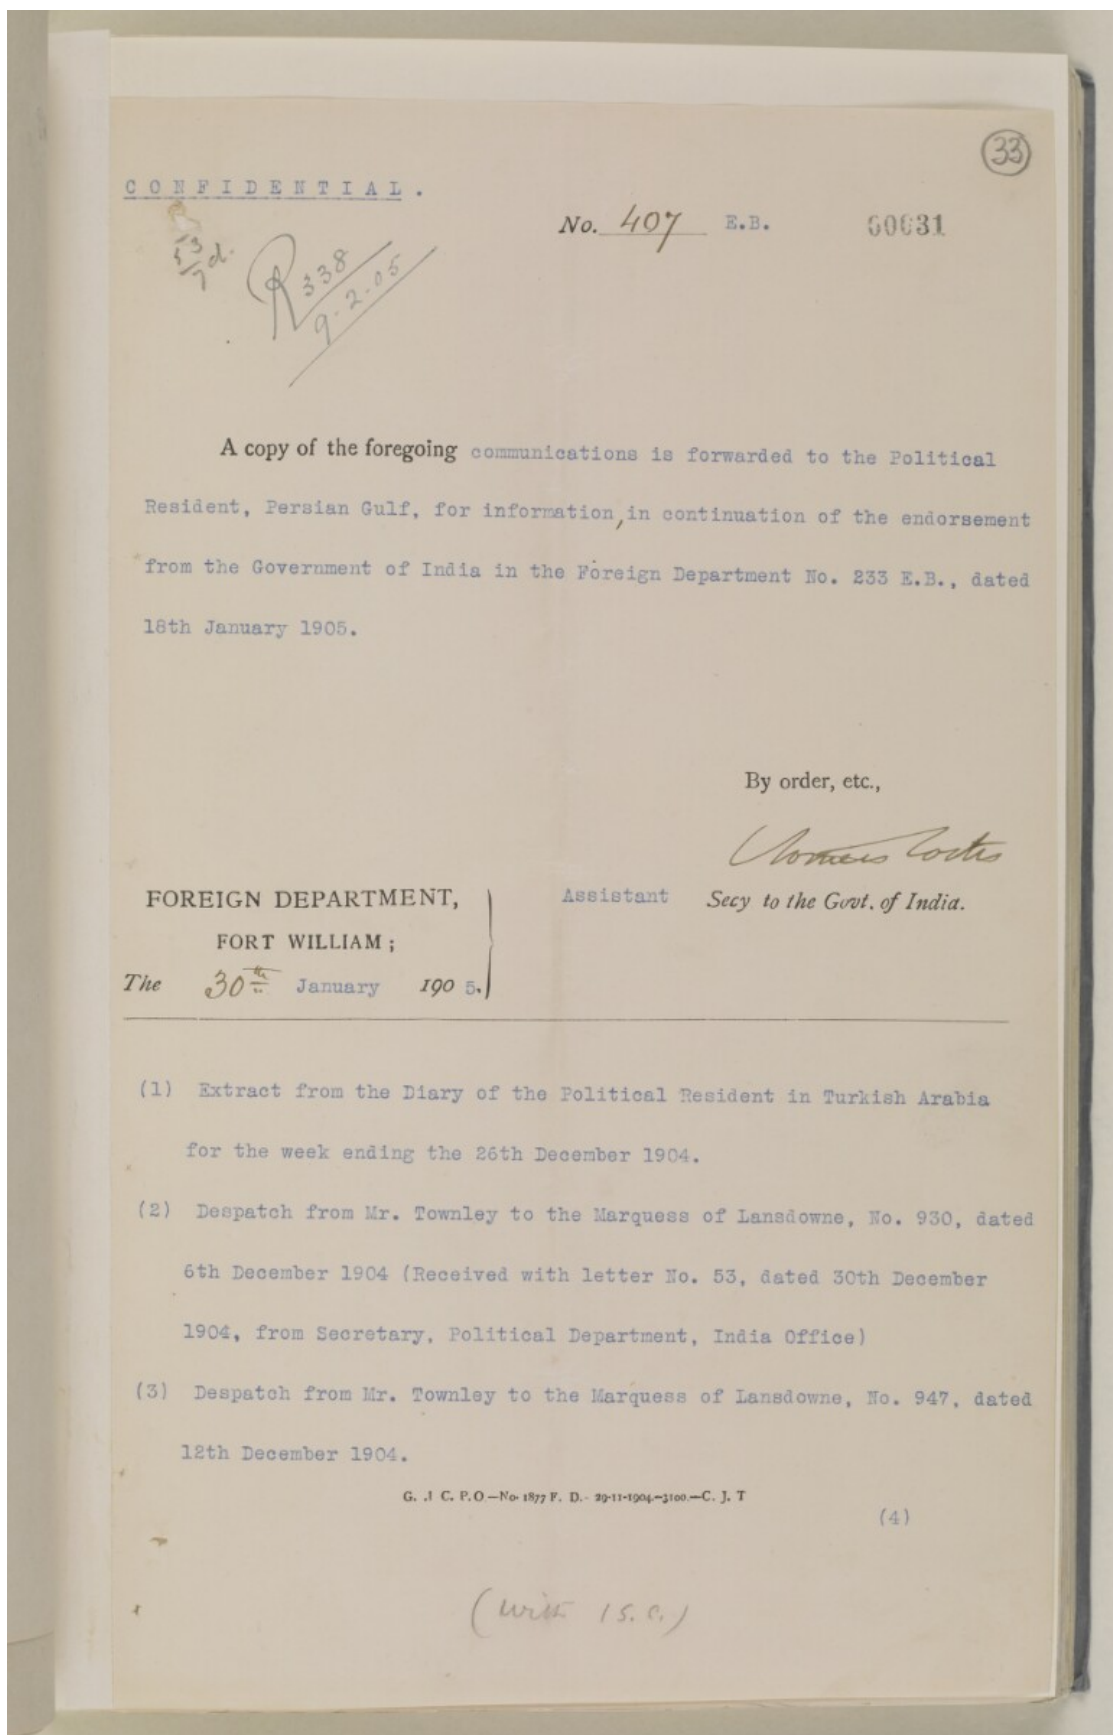 33
CONFIDENTIAL.
No. 407 E.B. 00031
53/7 d.
R 338
9.2.05
A copy of the foregoing communications is forwarded to the Political
Resident, Persian Gulf, for information, in continuation of the endorsement
from the Government of India in the Foreign Department No. 233 E.B., dated
18th January 1905.
By order, etc.,
Assistant Secy to the Govt. of India.
FOREIGN DEPARTMENT,
FORT WILLIAM;
The 30th January 1905.
(1) Extract from the Diary of the Political Resident in Turkish Arabia
for the week ending the 26th December 1904.
(2) Despatch from Mr. Townley to the Marquess of Lansdowne, No. 930, dated
6th December 1904 (Received with letter No. 53, dated 30th December
1904, from Secretary, Political Department, India Office)
(3) Despatch from Mr. Townley to the Marquess of Lansdowne, No. 947, dated
12th December 1904.
G. I C. P. O.—No. 1877 F. D.—29-11-1904.—3100.—C. J. T
(4)
(with 1 s.c.)